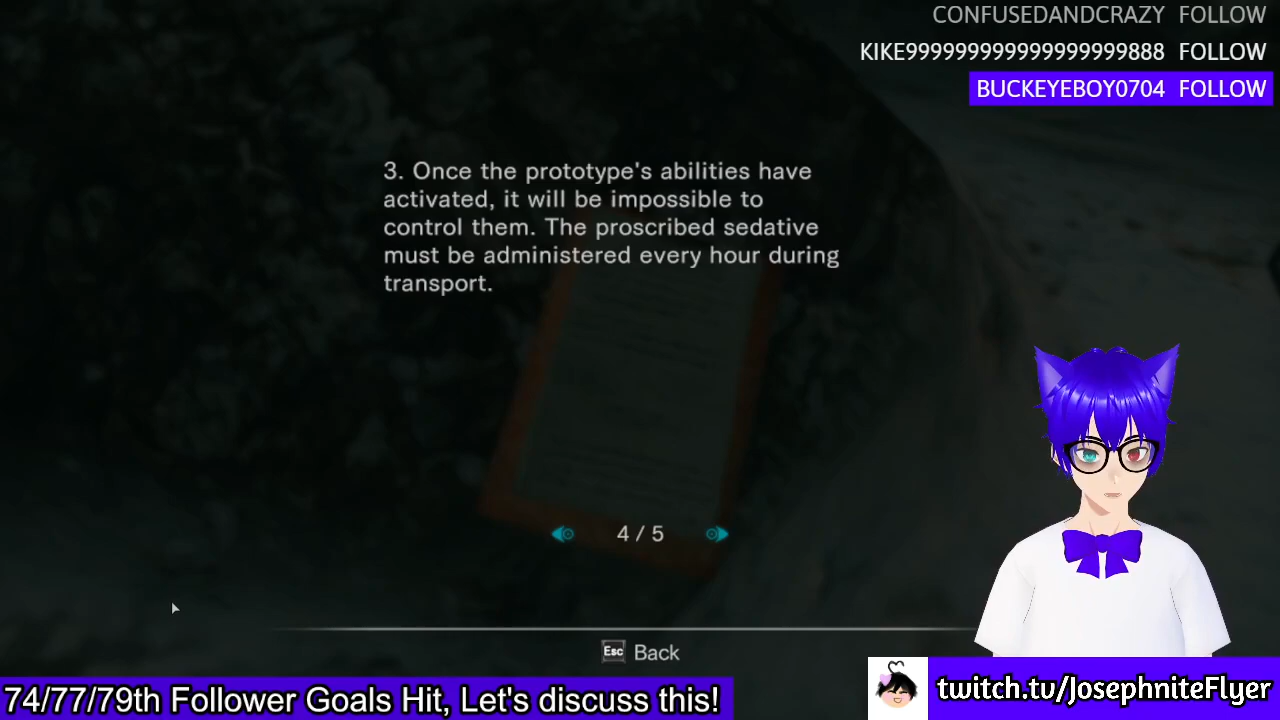 CONFUSEDANDCRAZY FOLLOW
KIKE999999999999999999888 FOLLOW
BUCKEYEBOY0704 FOLLOW
3. Once the prototype's abilities have
activated, it will be impossible to
control them. The proscribed sedative
must be administered every hour during
transport.
4 / 5
Esc Back
74/77/79th Follower Goals Hit, Let's discuss this!
twitch.tv/JosephniteFlyer